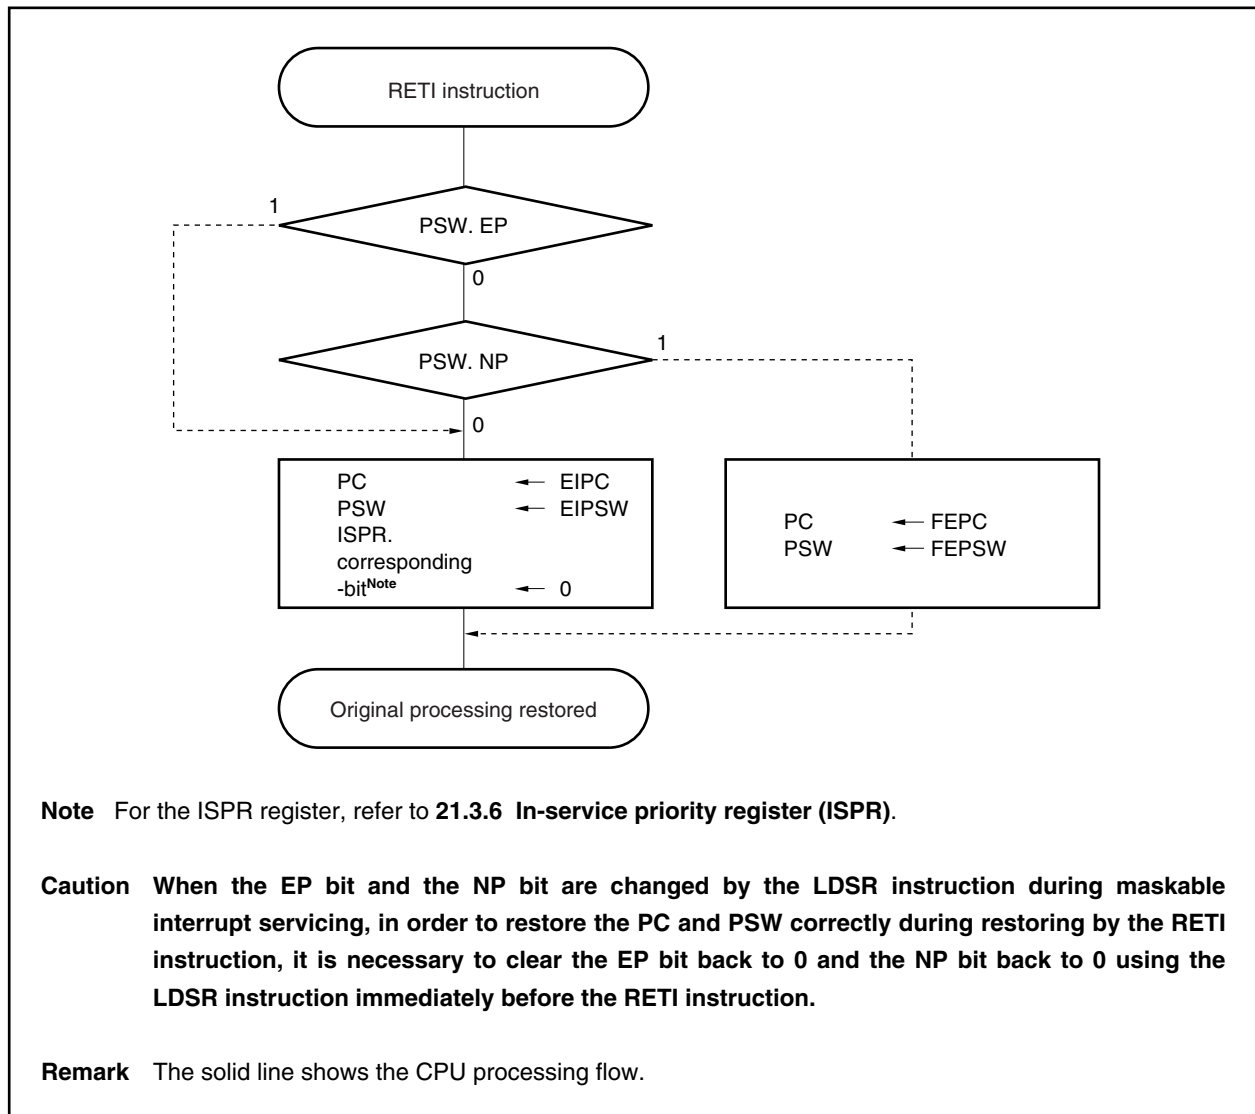 RETI instruction
1
PSW. EP
0
1
PSW. NP
0
PC ← EIPC
PSW ← EIPSW
ISPR.
corresponding
-bitNote ← 0
PC ← FEPC
PSW ← FEPSW
Original processing restored
Note For the ISPR register, refer to 21.3.6 In-service priority register (ISPR).
Caution When the EP bit and the NP bit are changed by the LDSR instruction during maskable
interrupt servicing, in order to restore the PC and PSW correctly during restoring by the RETI
instruction, it is necessary to clear the EP bit back to 0 and the NP bit back to 0 using the
LDSR instruction immediately before the RETI instruction.
Remark The solid line shows the CPU processing flow.